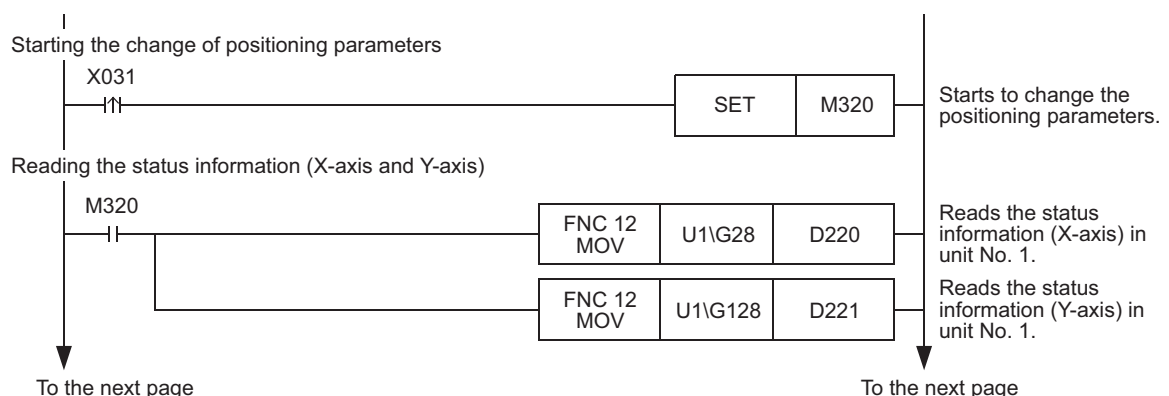 Starting the change of positioning parameters
X031
SET M320
Starts to change the
positioning parameters.
Reading the status information (X-axis and Y-axis)
M320
FNC 12
MOV
U1\G28
D220
Reads the status
information (X-axis) in
unit No. 1.
FNC 12
MOV
U1\G128
D221
Reads the status
information (Y-axis) in
unit No. 1.
To the next page
To the next page